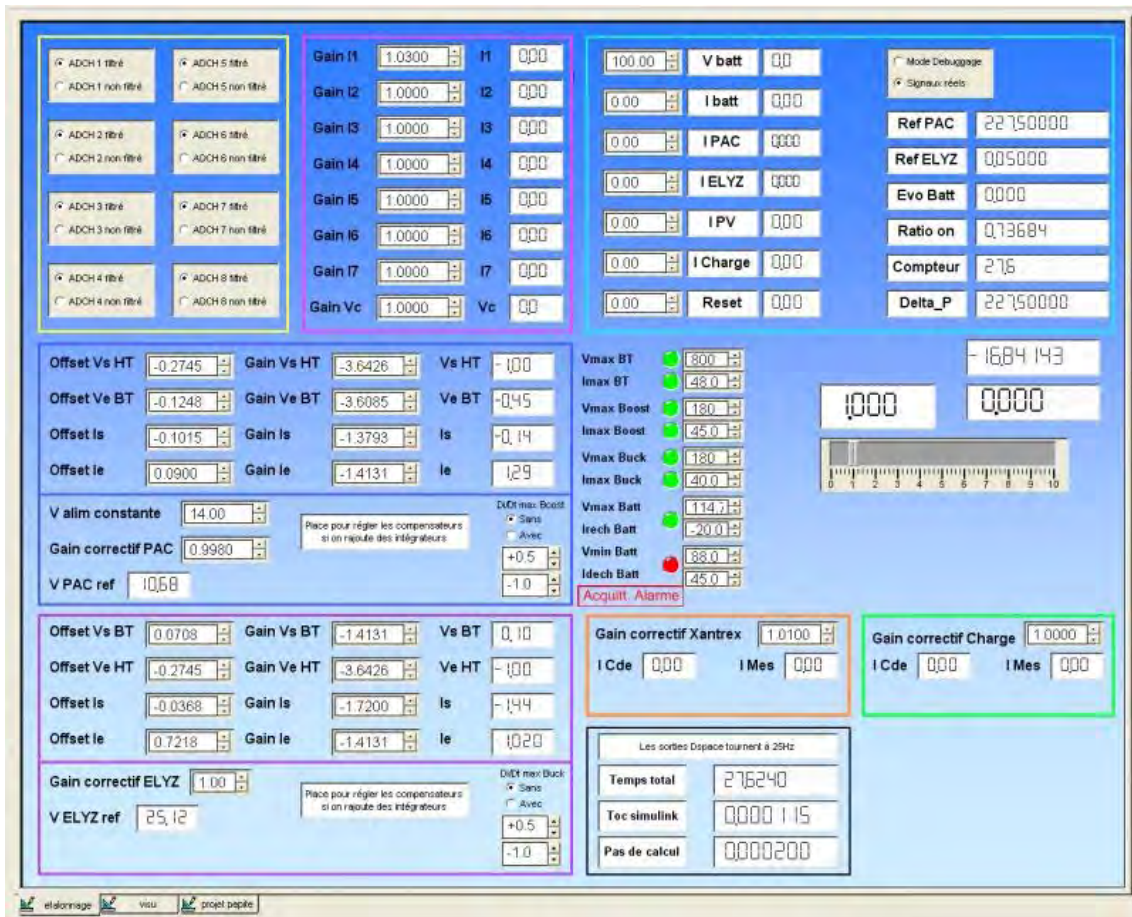 ADCH 1 filtré
ADCH 1 non filtré
ADCH 5 filtré
ADCH 5 non filtré
ADCH 2 filtré
ADCH 2 non filtré
ADCH 6 filtré
ADCH 6 non filtré
ADCH 3 filtré
ADCH 3 non filtré
ADCH 7 filtré
ADCH 7 non filtré
ADCH 4 filtré
ADCH 4 non filtré
ADCH 8 filtré
ADCH 8 non filtré
Gain I1 1.0300 I1 0,00
Gain I2 1.0000 I2 0,00
Gain I3 1.0000 I3 0,00
Gain I4 1.0000 I4 0,00
Gain I5 1.0000 I5 0,00
Gain I6 1.0000 I6 0,00
Gain I7 1.0000 I7 0,00
Gain Vc 1.0000 Vc 0,0
100.00 V batt 0,0
0.00 I batt 0,00
0.00 I PAC 0,000
0.00 I ELYZ 0,000
0.00 I PV 0,00
0.00 I Charge 0,00
0.00 Reset 0,00
Mode Debuggage
Signaux réels
Ref PAC 227,50000
Ref ELYZ 0,05000
Evo Batt 0,000
Ratio on 0,73684
Compteur 27,6
Delta_P 227,50000
Offset Vs HT -0.2745 Gain Vs HT -3.6426 Vs HT -1,00
Offset Ve BT -0.1248 Gain Ve BT -3.6085 Ve BT -0,45
Offset Is -0.1015 Gain Is -1.3793 Is -0,14
Offset Ie 0.0900 Gain Ie -1.4131 Ie 1,29
V alim constante 14.00
Gain correctif PAC 0.9980
V PAC ref 10,68
Place pour régler les compensateurs
si on rajoute des intégrateurs
Di/Dt max Boost
Sans
Avec
+0.5
-1.0
Vmax BT 800
Imax BT 48.0
Vmax Boost 180
Imax Boost 45.0
Vmax Buck 180
Imax Buck 40.0
Vmax Batt 114.7
Irech Batt -20.0
Vmin Batt 88.0
Idech Batt 45.0
Acquitt. Alarme
-16,84143
1,000
0,000
0 1 2 3 4 5 6 7 8 9 10
Offset Vs BT 0.0708 Gain Vs BT -1.4131 Vs BT 0,10
Offset Ve HT -0.2745 Gain Ve HT -3.6426 Ve HT -1,00
Offset Is -0.0368 Gain Is -1.7200 Is -1,44
Offset Ie 0.7218 Gain Ie -1.4131 Ie 1,020
Gain correctif ELYZ 1.00
V ELYZ ref 25,12
Place pour régler les compensateurs
si on rajoute des intégrateurs
Di/Dt max Buck
Sans
Avec
+0.5
-1.0
Gain correctif Xantrex 1.0100
I Cde 0,00 I Mes 0,00
Gain correctif Charge 1.0000
I Cde 0,00 I Mes 0,00
Les sorties Dspace tournent à 25Hz
Temps total 27,6240
Toc simulink 0,000115
Pas de calcul 0,000200
etalonnage visu projet pepite